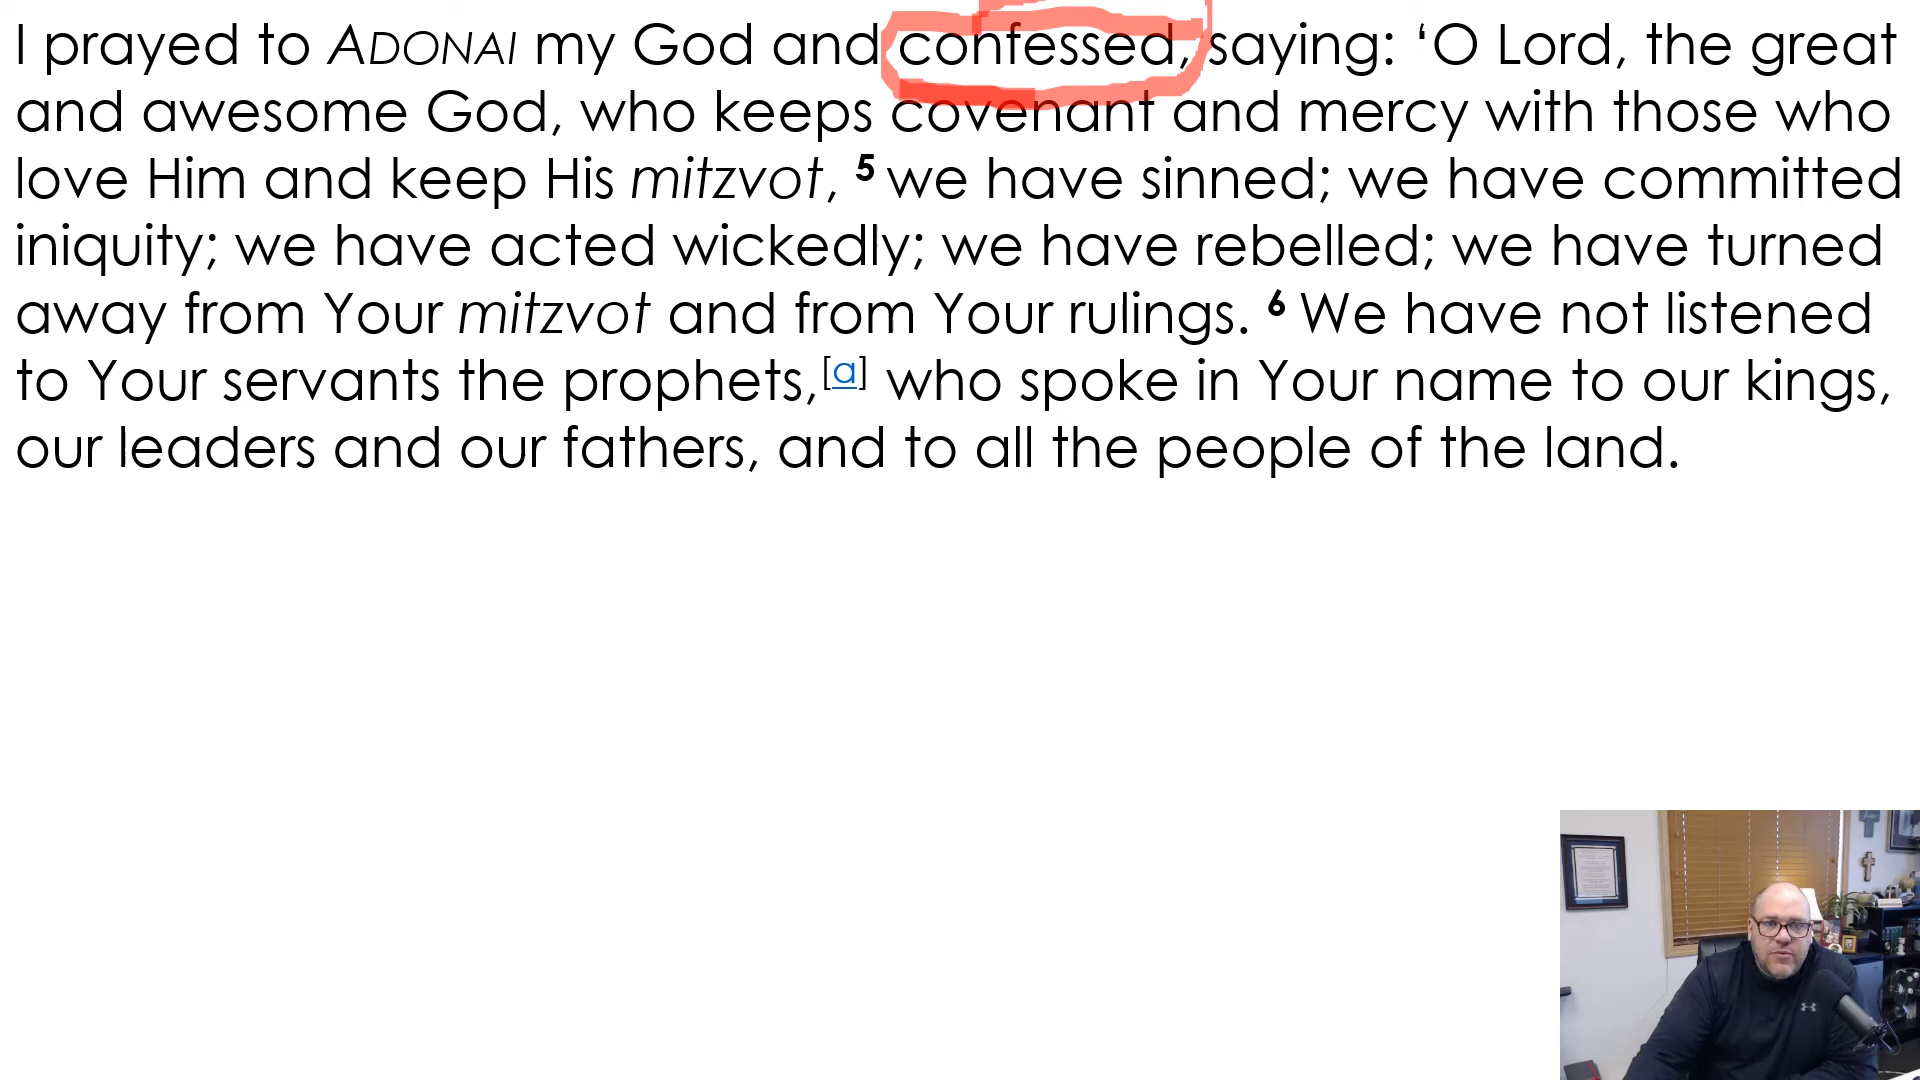 I prayed to ADONAI my God and confessed, saying: ‘O Lord, the great
and awesome God, who keeps covenant and mercy with those who
love Him and keep His mitzvot, 5 we have sinned; we have committed
iniquity; we have acted wickedly; we have rebelled; we have turned
away from Your mitzvot and from Your rulings. 6 We have not listened
to Your servants the prophets,[a] who spoke in Your name to our kings,
our leaders and our fathers, and to all the people of the land.